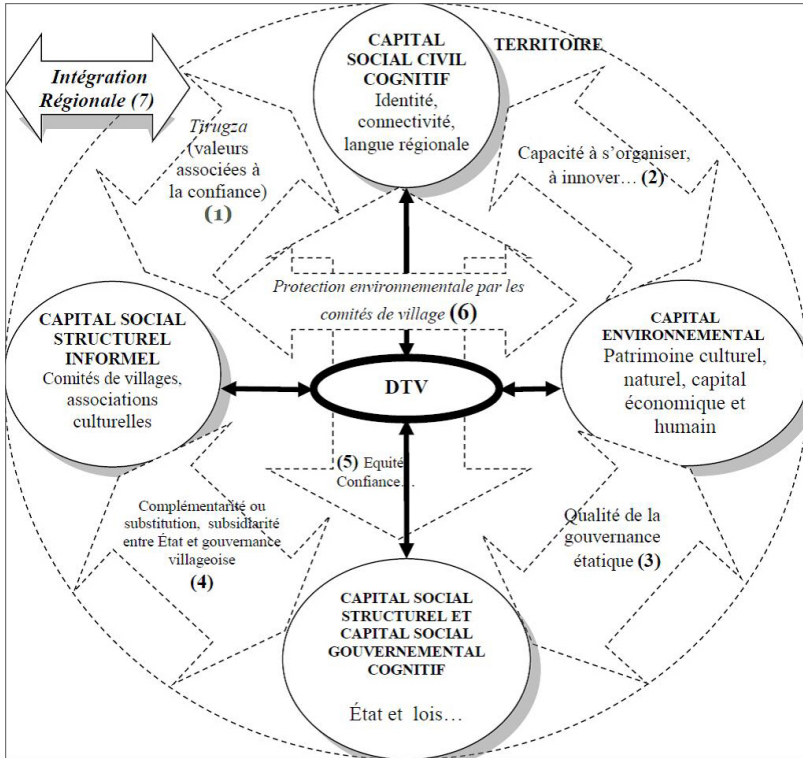 Intégration
Régionale (7)
CAPITAL
SOCIAL CIVIL
COGNITIF
Identité,
connectivité,
langue régionale
TERRITOIRE
Tirugza
(valeurs
associées à
la confiance)
(1)
Capacité à s’organiser,
à innover… (2)
Protection environnementale par les
comités de village (6)
CAPITAL SOCIAL
STRUCTUREL
INFORMEL
Comités de villages,
associations
culturelles
DTV
CAPITAL
ENVIRONNEMENTAL
Patrimoine culturel,
naturel, capital
économique et
humain
(5) Equité
Confiance…
Complémentarité ou
substitution, subsidiarité
entre État et gouvernance
villageoise
(4)
Qualité de la
gouvernance
étatique (3)
CAPITAL SOCIAL
STRUCTUREL ET
CAPITAL SOCIAL
GOUVERNEMENTAL
COGNITIF
État et lois…